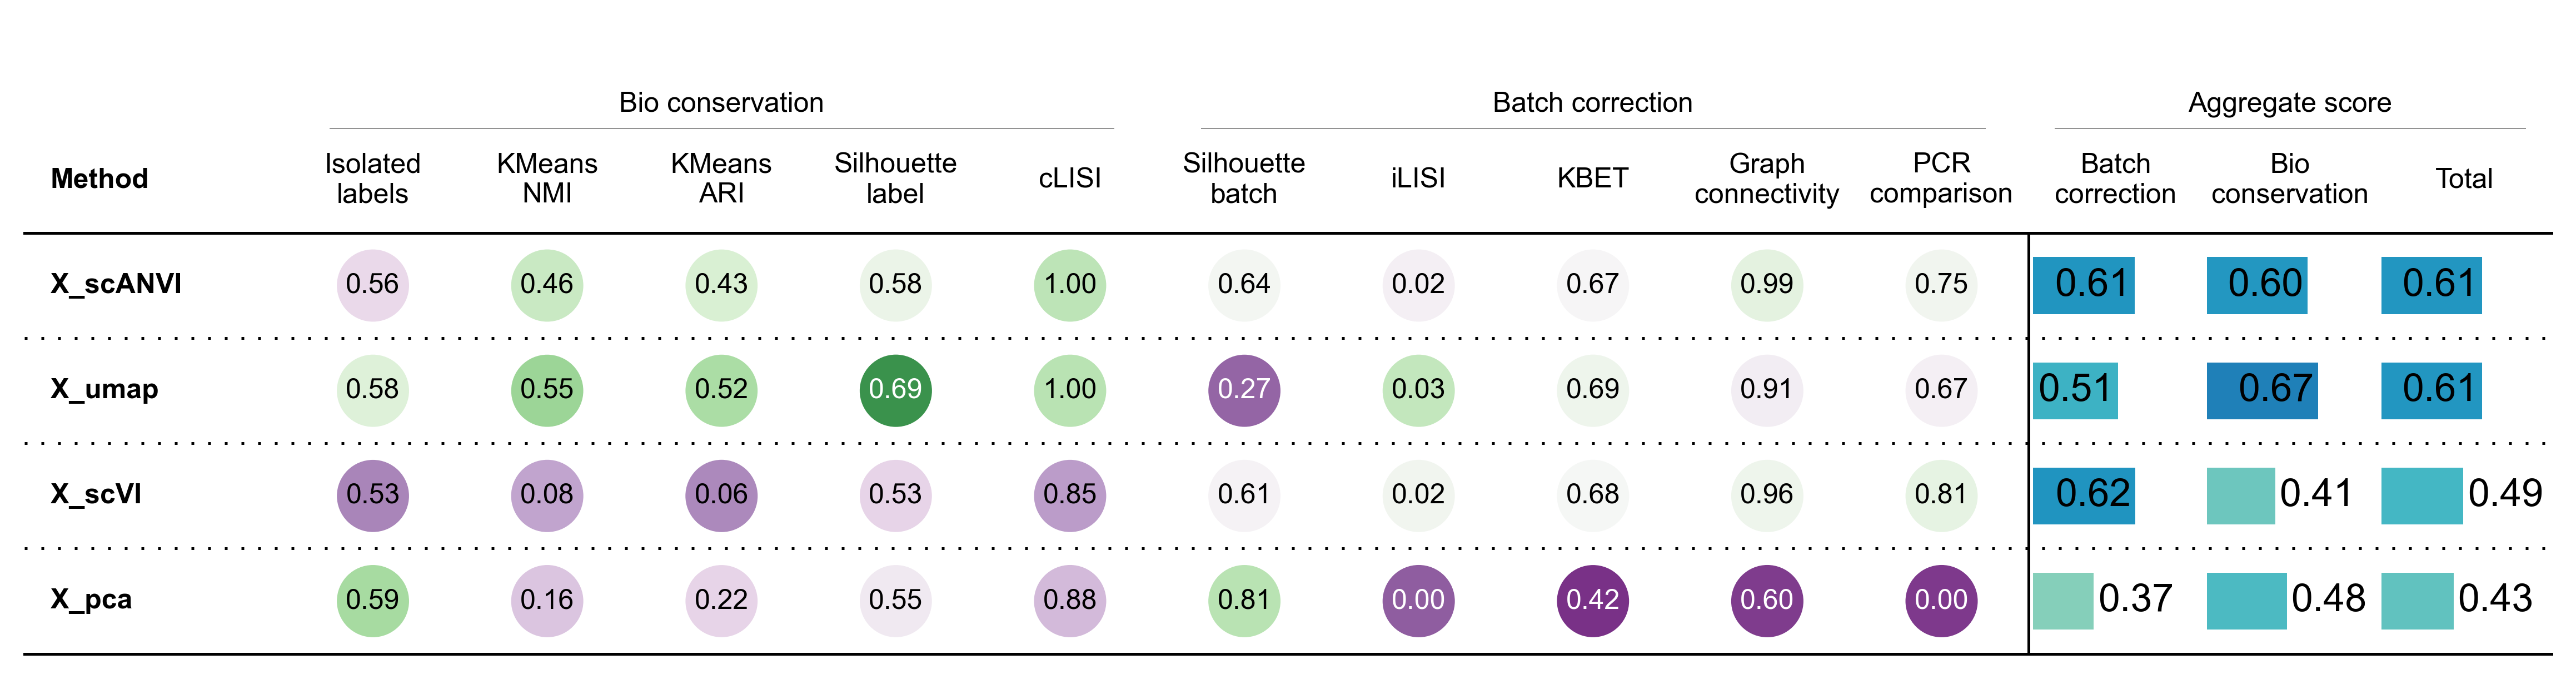 Bio conservation Batch correction Aggregate score
Method Isolated labels KMeans NMI KMeans ARI Silhouette label cLISI Silhouette batch iLISI KBET Graph connectivity PCR comparison Batch correction Bio conservation Total
X_scANVI 0.56 0.46 0.43 0.58 1.00 0.64 0.02 0.67 0.99 0.75 0.61 0.60 0.61
X_umap 0.58 0.55 0.52 0.69 1.00 0.27 0.03 0.69 0.91 0.67 0.51 0.67 0.61
X_scVI 0.53 0.08 0.06 0.53 0.85 0.61 0.02 0.68 0.96 0.81 0.62 0.41 0.49
X_pca 0.59 0.16 0.22 0.55 0.88 0.81 0.00 0.42 0.60 0.00 0.37 0.48 0.43